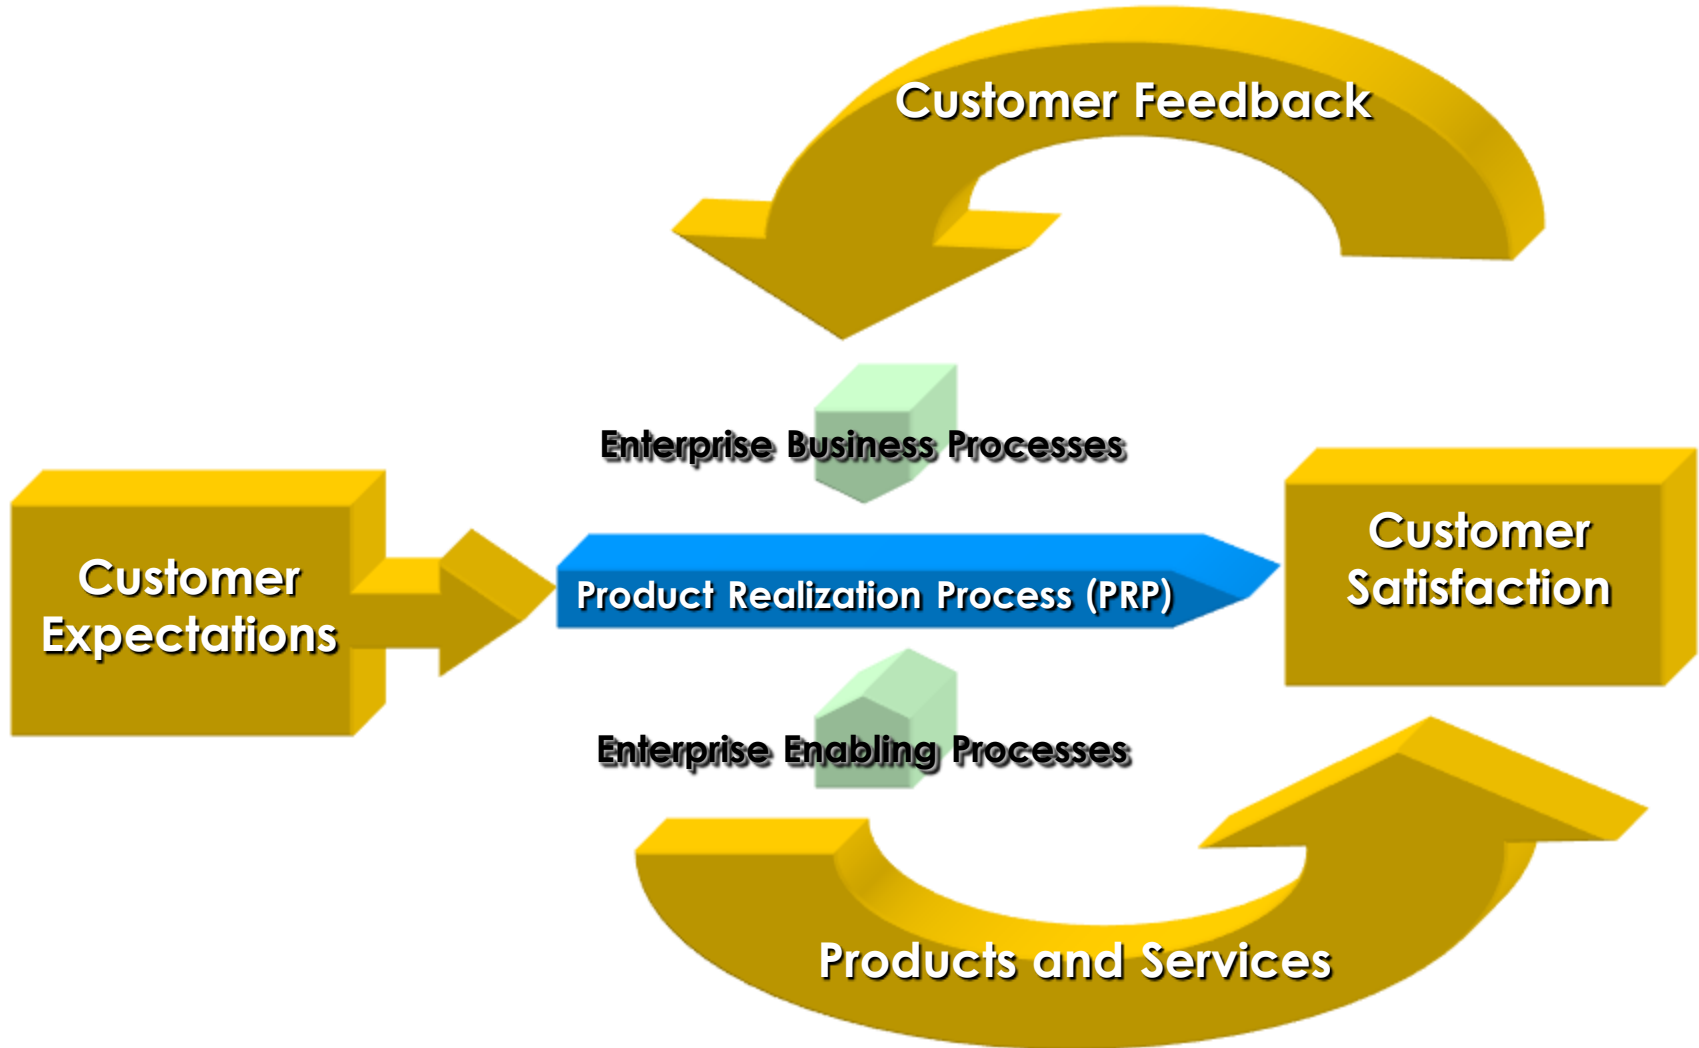 Customer Feedback
Enterprise Business Processes
Customer
Expectations
Product Realization Process (PRP)
Customer
Satisfaction
Enterprise Enabling Processes
Products and Services